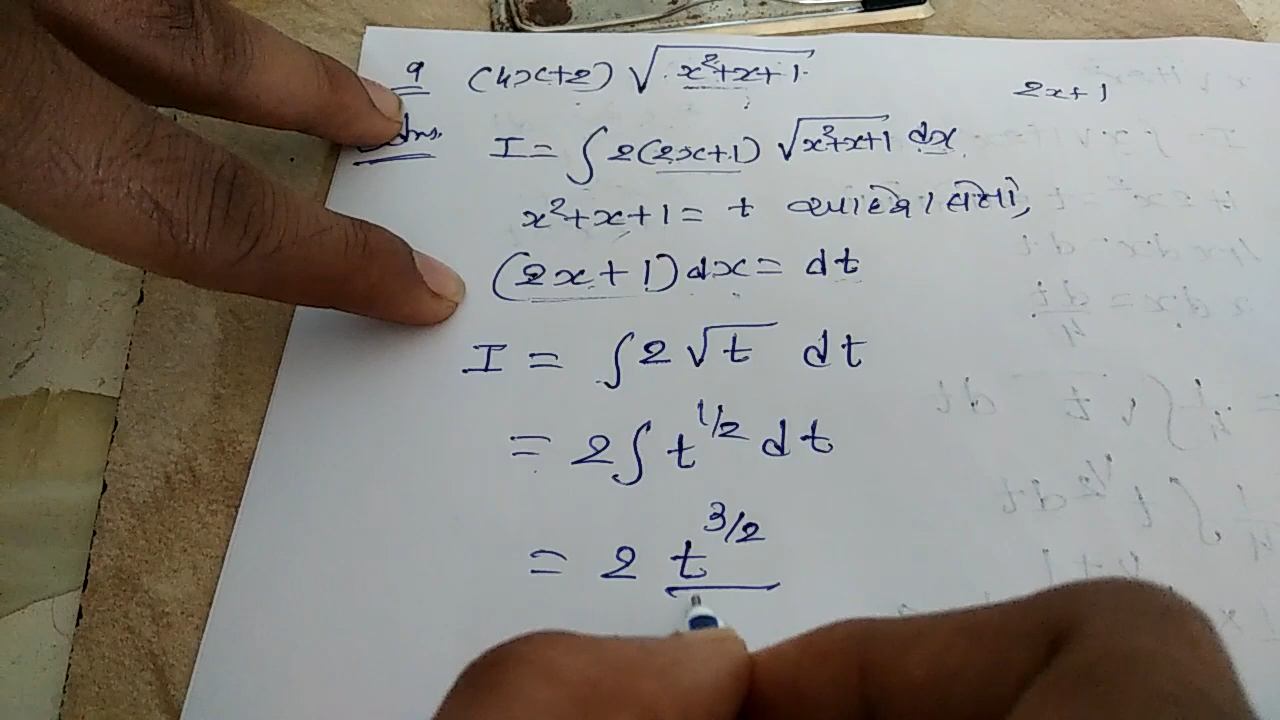 9 (4x+2) √x²+x+1
2x+1
Ans. I = ∫ 2(2x+1) √x²+x+1 dx
x²+x+1 = t આદેશ લેતાં,
(2x+1)dx = dt
I = ∫ 2 √t dt
= 2 ∫ t^1/2 dt
= 2 t^3/2